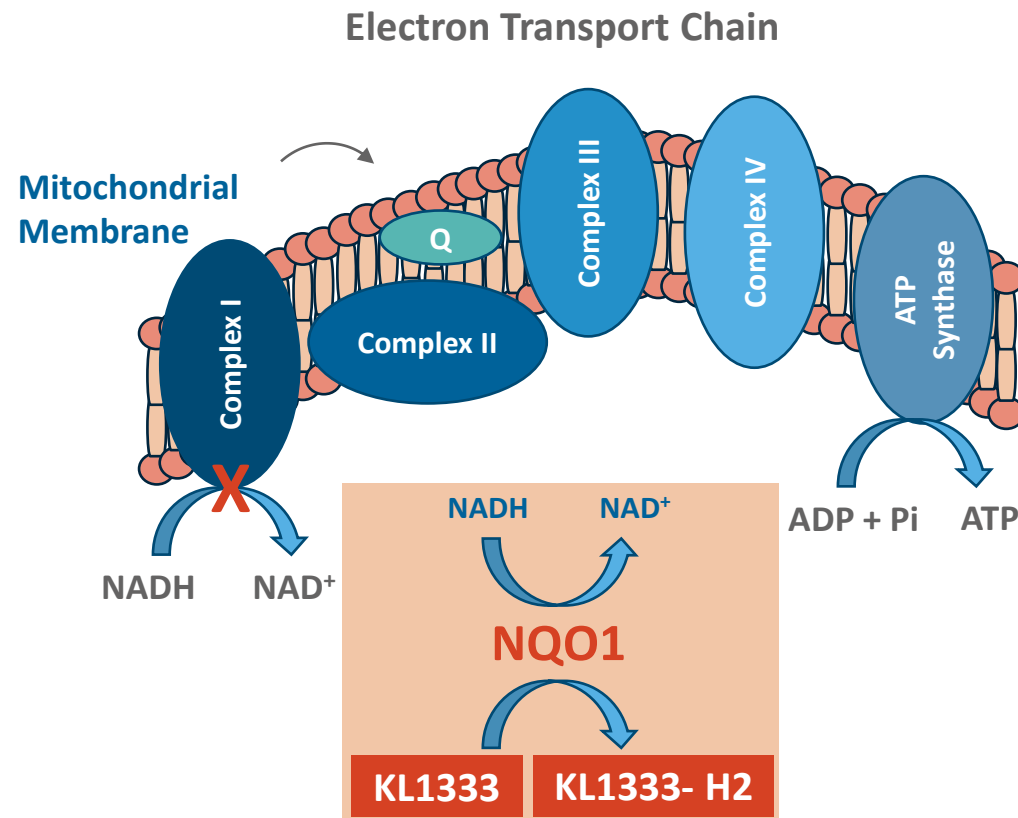 Electron Transport Chain
Mitochondrial
Membrane
Complex I
Q
Complex II
Complex III
Complex IV
ATP
Synthase
X
NADH
NAD⁺
NADH
NAD⁺
NQO1
KL1333
KL1333- H2
ADP + Pi
ATP